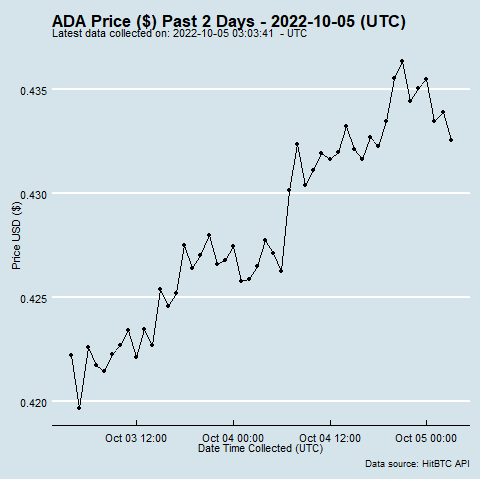 ADA Price ($) Past 2 Days - 2022-10-05 (UTC)
Latest data collected on: 2022-10-05 03:03:41  - UTC
0.435
0.430
0.425
0.420
Price USD ($)
Oct 03 12:00 Oct 04 00:00 Oct 04 12:00 Oct 05 00:00
Date Time Collected (UTC)
Data source: HitBTC API